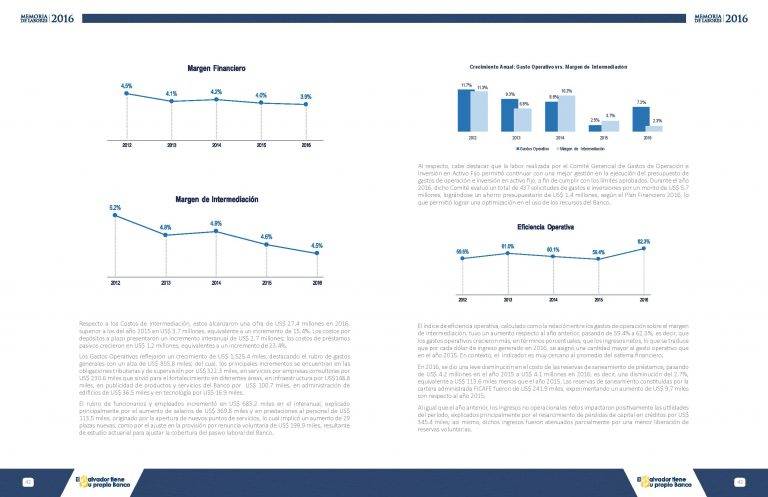 MEMORIA
DE LABORES 2016
Margen Financiero
4.5%
4.1%
4.2%
4.0%
3.9%
2012 2013 2014 2015 2016
Margen de Intermediación
5.2%
4.8%
4.9%
4.6%
4.5%
2012 2013 2014 2015 2016
Respecto a los Costos de Intermediación, estos alcanzaron una cifra de US$ 27.4 millones en 2016,
superior a los del año 2015 en US$ 3.7 millones, equivalente a un incremento de 15.4%. Los costos por
depósitos a plazo presentaron un incremento interanual de US$ 2.7 millones; los costos de préstamos
pasivos crecieron en US$ 1.2 millones, equivalentes a un incremento de 23.4%.
Los Gastos Operativos reflejaron un crecimiento de US$ 1,525.4 miles, destacando el rubro de gastos
generales con un alza de US$ 855.8 miles; del cual, los principales incrementos se encuentran en las
obligaciones tributarias y de supervisión por US$ 322.3 miles, en servicios por empresas consultoras por
US$ 230.6 miles que sirvió para el fortalecimiento en diferentes áreas, en infraestructura por US$ 148.8
miles, en publicidad de productos y servicios del Banco por US$ 100.7 miles, en administración de
edificios de US$ 36.5 miles y en tecnología por US$ 16.9 miles.
El rubro de funcionarios y empleados incrementó en US$ 683.2 miles en el interanual, explicado
principalmente por el aumento de salarios de US$ 369.8 miles y en prestaciones al personal de US$
113.5 miles, originado por la apertura de nuevos puntos de servicios, lo cual implicó un aumento de 29
plazas nuevas, como por el ajuste en la provisión por renuncia voluntaria de US$ 199.9 miles, resultante
de estudio actuarial para ajustar la cobertura del pasivo laboral del Banco.
42
El Salvador tiene
su propio Banco
MEMORIA
DE LABORES 2016
Crecimiento Anual: Gasto Operativo vrs. Margen de Intermediación
11.7% 11.3%
9.3%
6.6%
8.6%
10.3%
2.5%
3.7%
7.3%
2.3%
2012 2013 2014 2015 2016
Gastos Operativo Margen de Intermediación
Al respecto, cabe destacar que la labor realizada por el Comité Gerencial de Gastos de Operación e
Inversión en Activo Fijo permitió continuar con una mejor gestión en la ejecución del presupuesto de
gastos de operación e inversión en activo fijo, a fin de cumplir con los límites aprobados. Durante el año
2016, dicho Comité evaluó un total de 437 solicitudes de gastos e inversiones por un monto de US$ 5.7
millones, lográndose un ahorro presupuestario de US$ 1.4 millones, según el Plan Financiero 2016, lo
que permitió lograr una optimización en el uso de los recursos del Banco.
Eficiencia Operativa
59.6%
61.0%
60.1%
59.4%
62.3%
2012 2013 2014 2015 2016
El índice de eficiencia operativa, calculado como la relación entre los gastos de operación sobre el margen
de intermediación, tuvo un aumento respecto al año anterior, pasando de 59.4% a 62.3%, es decir, que
los gastos operativos crecieron más, en términos porcentuales, que los ingresos netos, lo que se traduce
que por cada dólar de ingreso generado en 2016, se asignó una cantidad mayor al gasto operativo que
en el año 2015. En contexto, el indicador es muy cercano al promedio del sistema financiero.
En 2016, se dio una leve disminución en el costo de las reservas de saneamiento de préstamos, pasando
de US$ 4.2 millones en el año 2015 a US$ 4.1 millones en 2016; es decir, una disminución del 2.7%,
equivalente a US$ 113.6 miles menos que el año 2015. Las reservas de saneamiento constituidas por la
cartera administrada FICAFE fueron de US$ 241.9 miles, experimentando un aumento de US$ 9.7 miles
con respecto al año 2015.
Al igual que el año anterior, los ingresos no operacionales netos impactaron positivamente las utilidades
del período, explicados principalmente por el resarcimiento de pérdidas de capital en créditos por US$
345.4 miles; así mismo, dichos ingresos fueron atenuados parcialmente por una menor liberación de
reservas voluntarias.
El Salvador tiene
su propio Banco
43